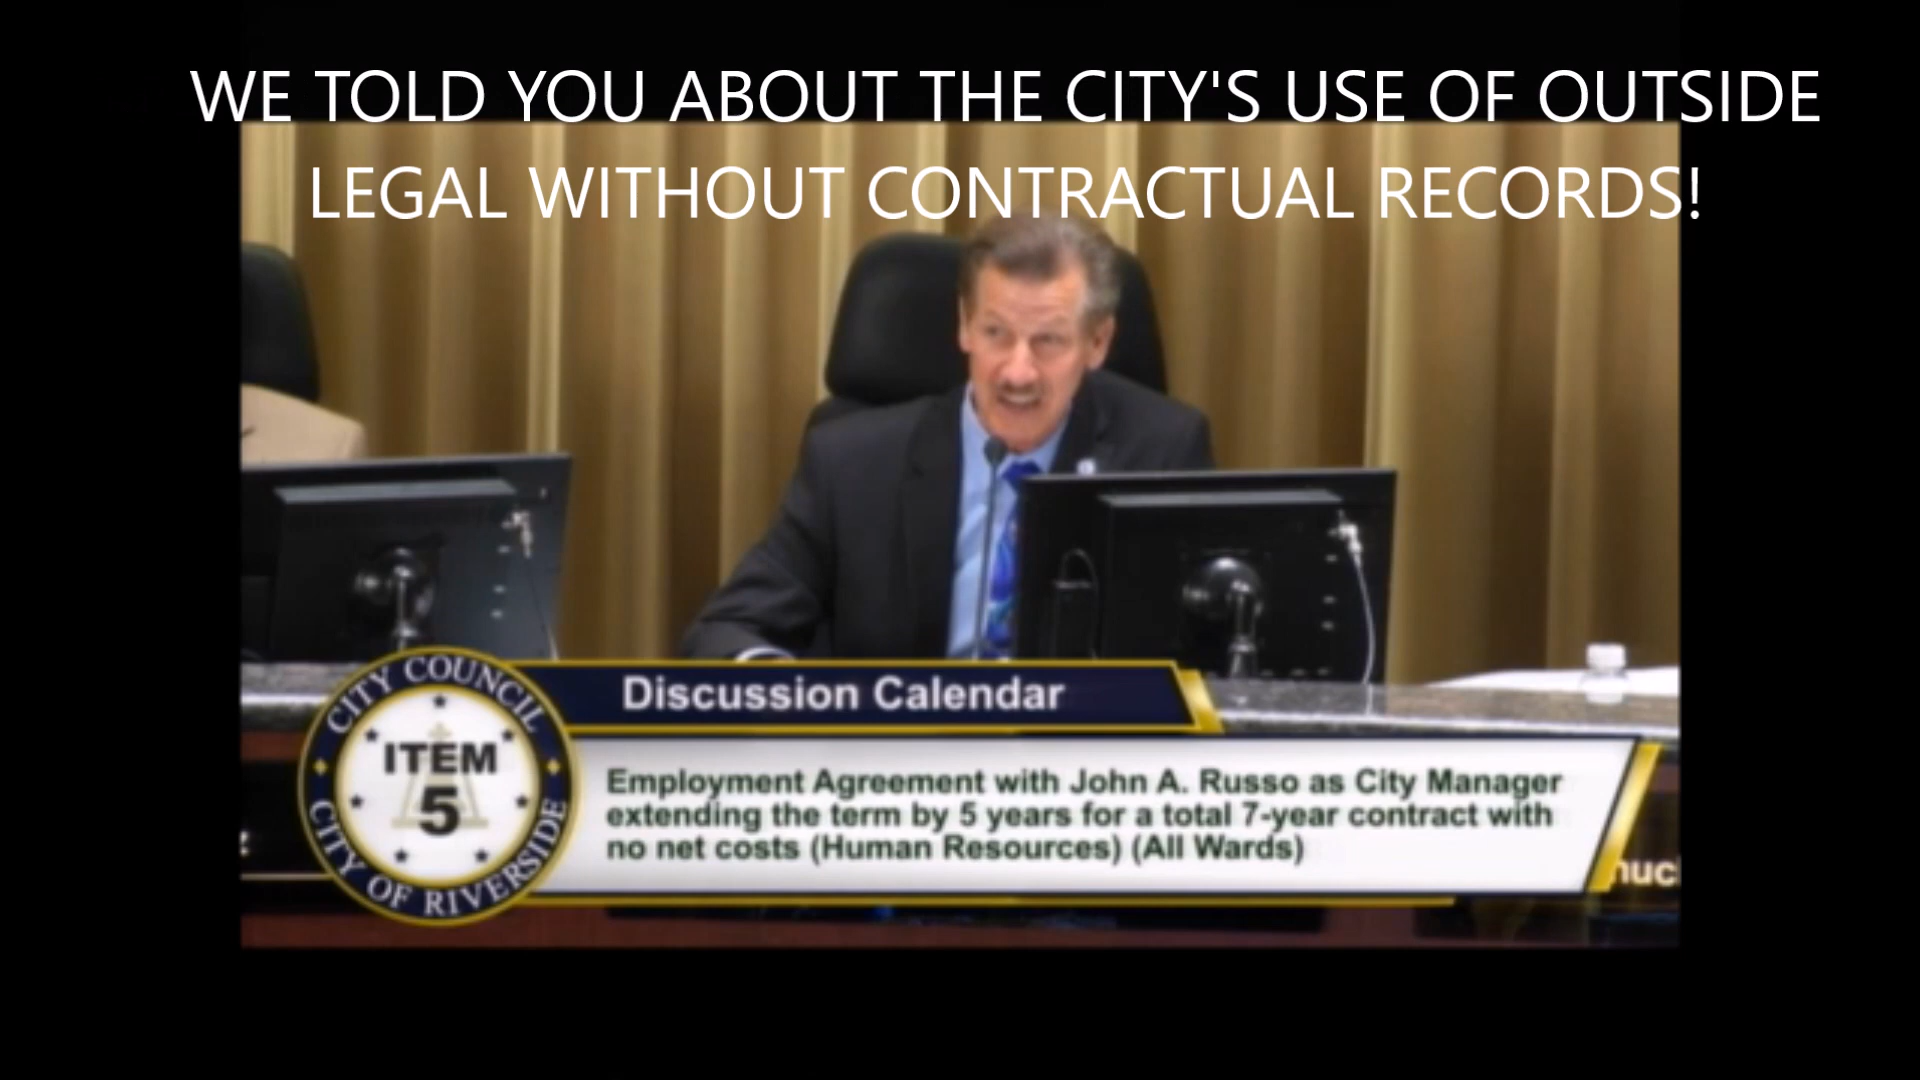 WE TOLD YOU ABOUT THE CITY'S USE OF OUTSIDE
LEGAL WITHOUT CONTRACTUAL RECORDS!
Discussion Calendar
CITY COUNCIL
ITEM
5
CITY OF RIVERSIDE
Employment Agreement with John A. Russo as City Manager
extending the term by 5 years for a total 7-year contract with
no net costs (Human Resources) (All Wards)